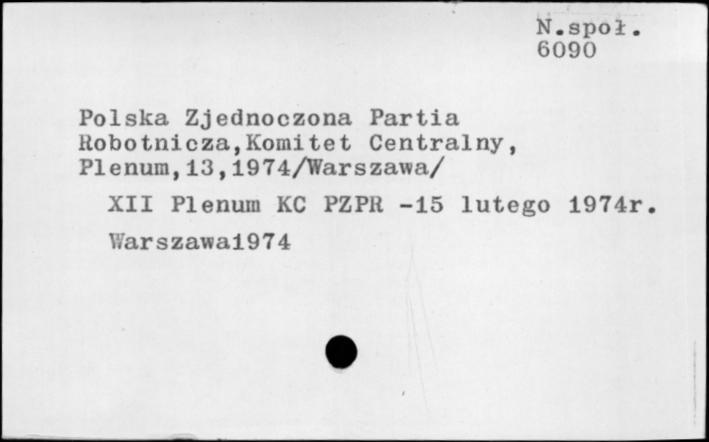 N.społ.
6090
Polska Zjednoczona Partia
Robotnicza,Komitet Centralny,
Plenum,13,1974/Warszawa/
XII Plenum KC PZPR -15 lutego 1974r.
Warszawa1974